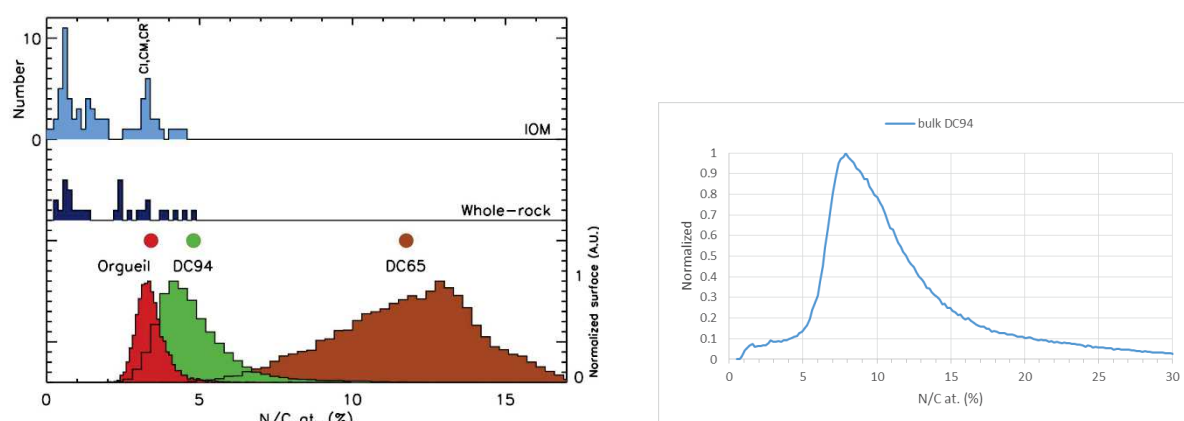 10
Number
0
CI,CM,CR
IOM
Whole-rock
Orgueil
DC94
DC65
1
0
Normalized surface (A.U.)
0
5
10
15
N/C at. (%)
bulk DC94
Normalized
1
0.9
0.8
0.7
0.6
0.5
0.4
0.3
0.2
0.1
0
0
5
10
15
20
25
30
N/C at. (%)